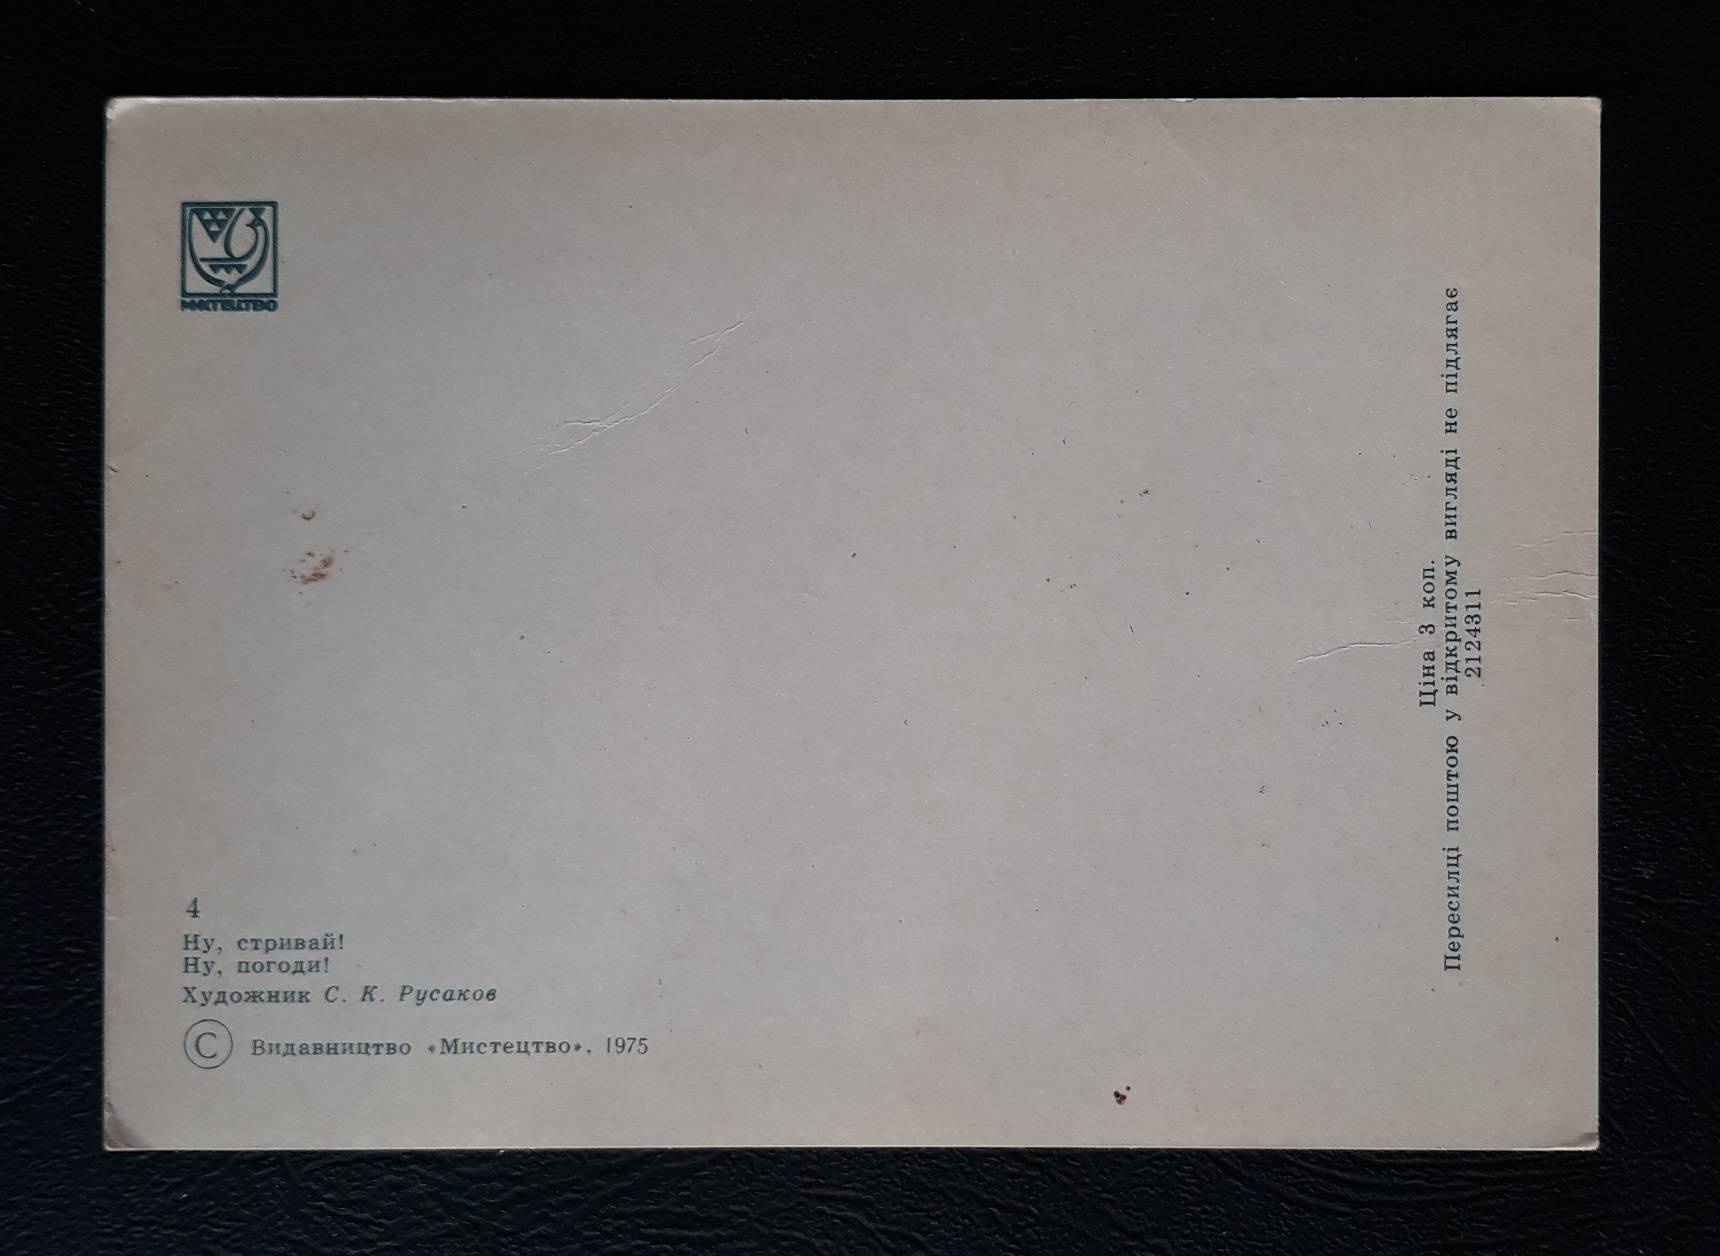 МИСТЕЦТВО
4
Ну, стривай!
Ну, погоди!
Художник С. К. Русаков
© Видавництво «Мистецтво», 1975
Ціна 3 коп.
Пересилці поштою у відкритому вигляді не підлягає
2124311